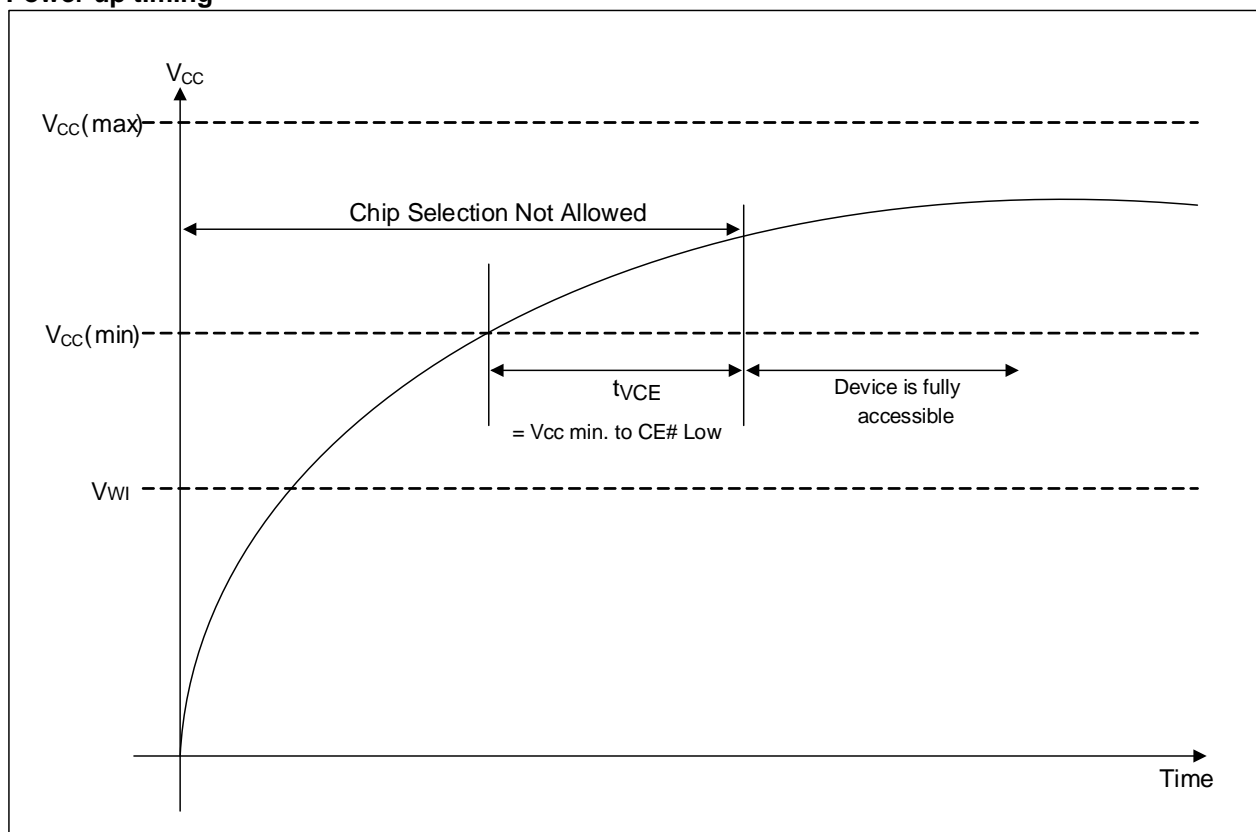 Power-up timing
VCC
VCC(max)
Chip Selection Not Allowed
VCC(min)
tVCE
= Vcc min. to CE# Low
Device is fully
accessible
VWI
Time